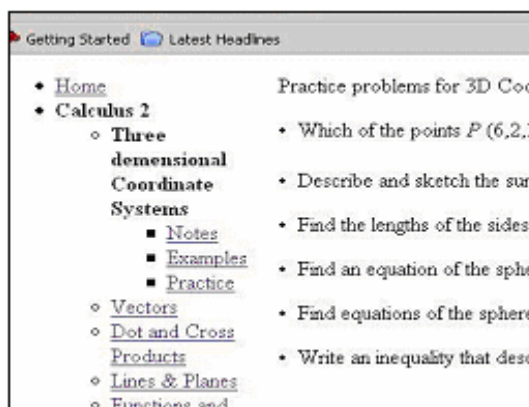 Getting Started Latest Headlines
• Home
• Calculus 2
◦ Three
demensional
Coordinate
Systems
▪ Notes
▪ Examples
▪ Practice
◦ Vectors
◦ Dot and Cross
Products
◦ Lines & Planes
◦ Functions and
Practice problems for 3D Coo
• Which of the points P (6,2,
• Describe and sketch the sur
• Find the lengths of the sides
• Find an equation of the sphe
• Find equations of the sphere
• Write an inequality that desc